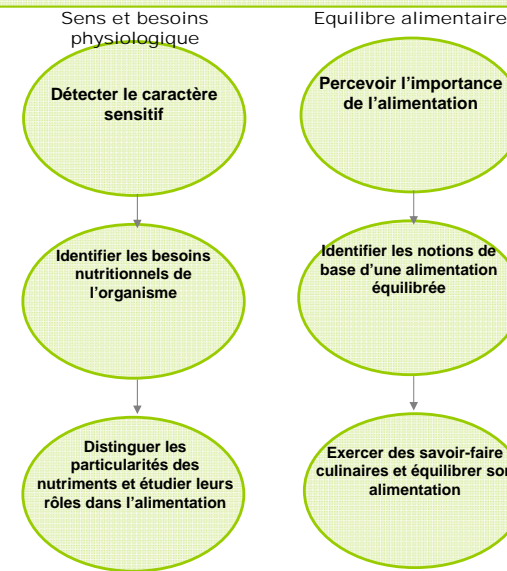 Sens et besoins
physiologique
Détecter le caractère
sensitif
Identifier les besoins
nutritionnels de
l'organisme
Distinguer les
particularités des
nutriments et étudier leurs
rôles dans l'alimentation
Equilibre alimentaire
Percevoir l'importance
de l'alimentation
Identifier les notions de
base d'une alimentation
équilibrée
Exercer des savoir-faire
culinaires et équilibrer son
alimentation